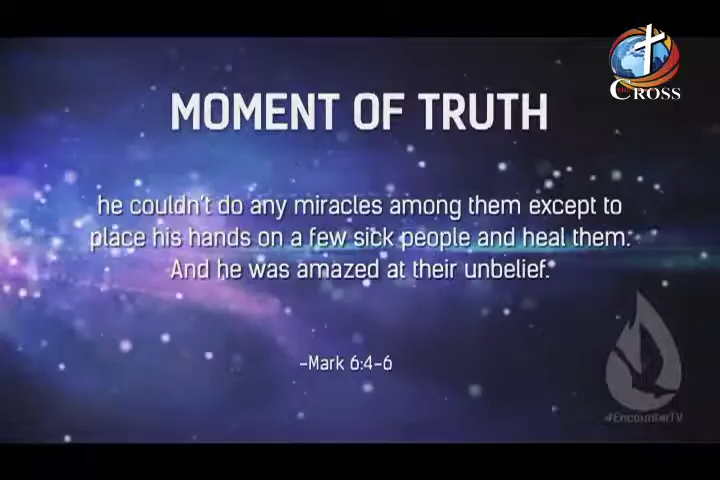 THE
CROSS
MOMENT OF TRUTH
he couldn't do any miracles among them except to
place his hands on a few sick people and heal them.
And he was amazed at their unbelief.
–Mark 6:4–6
#EncounterTV